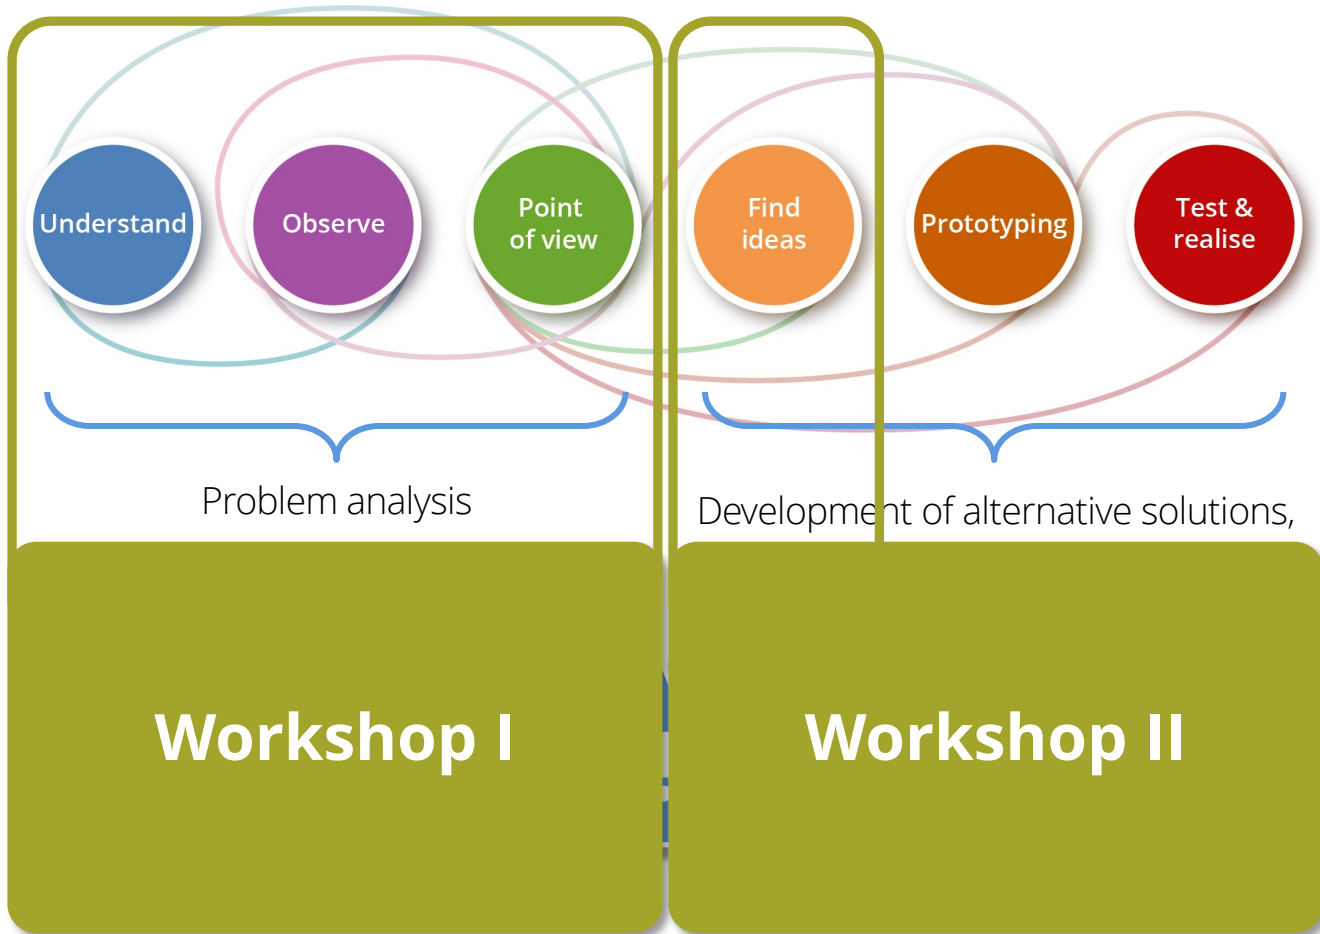 Understand
Observe
Point
of view
Find
ideas
Prototyping
Test &
realise
Problem analysis
Development of alternative solutions,
Workshop I
Workshop II